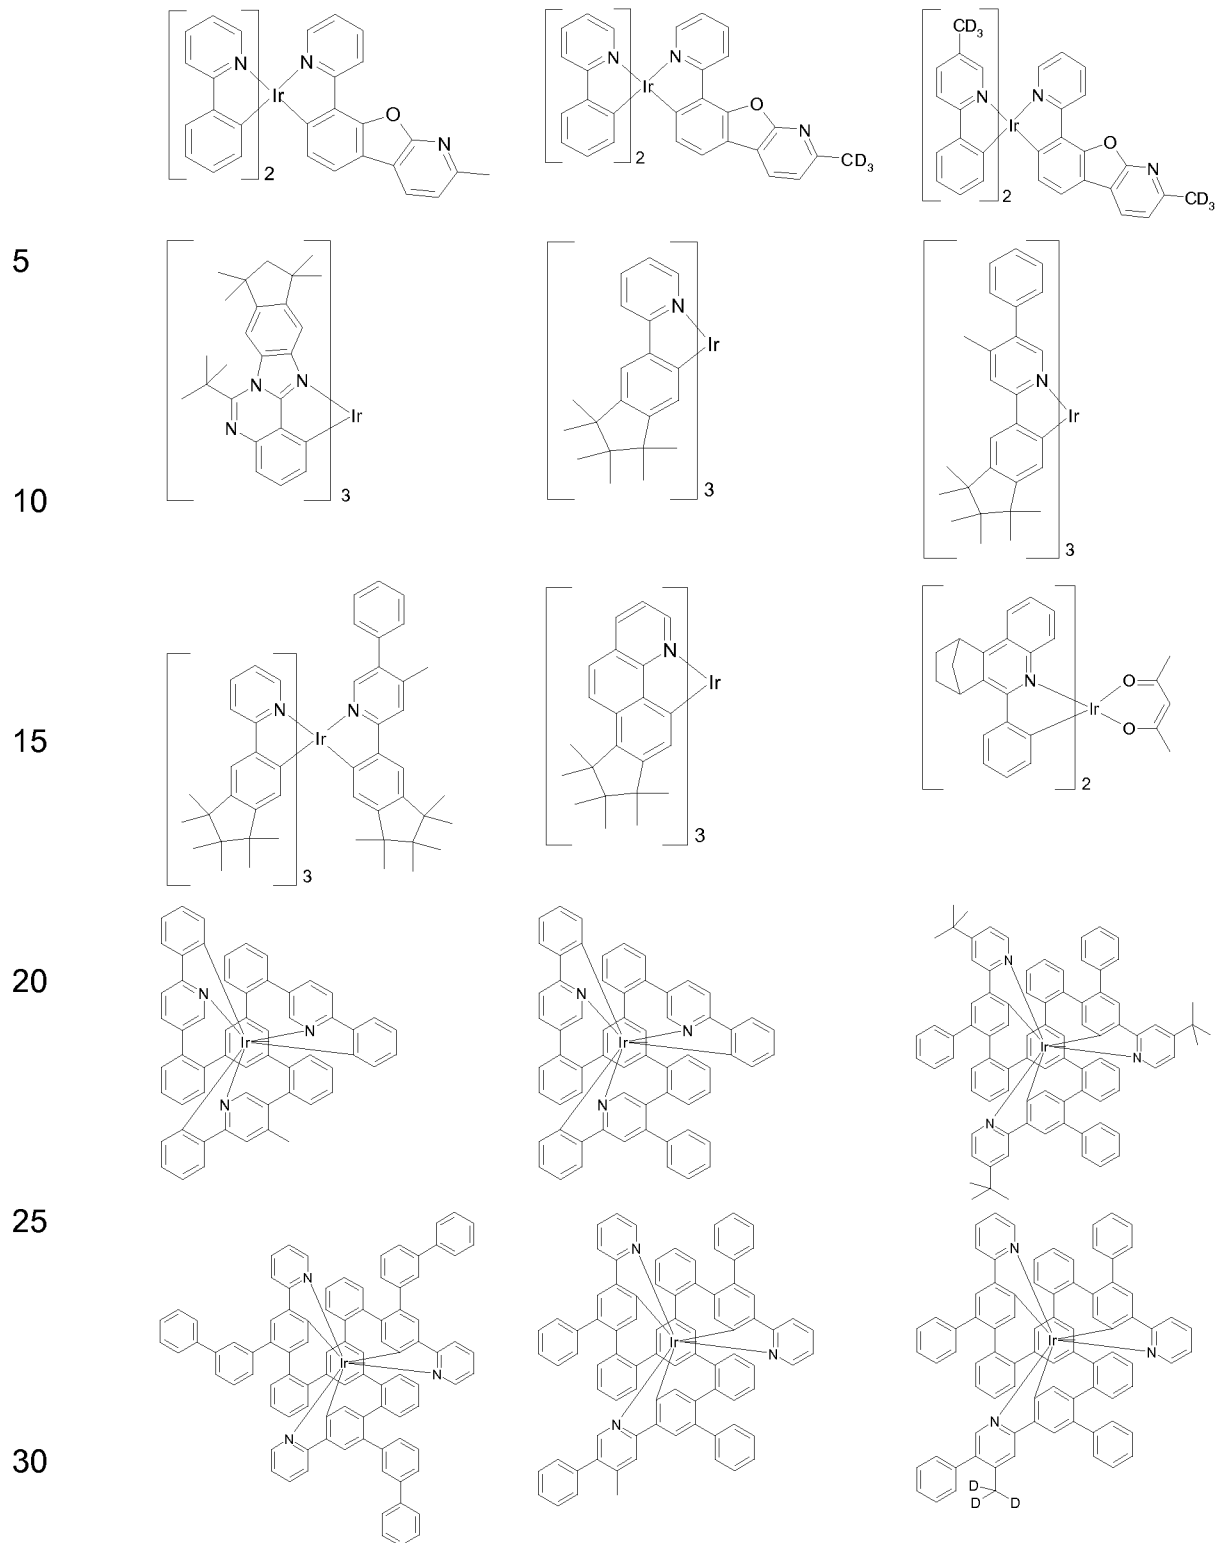 CD3
N N O N Ir 2
N N O N Ir 2 CD3
N N O N Ir 2 CD3
5
N N N Ir 3
N Ir 3
N Ir 3
10
N N Ir 3
N Ir 3
N O O Ir 2
15
20
N N N Ir
N N N Ir
N N N Ir
25
N N N Ir
N N N Ir
N N N Ir
30
D
D D